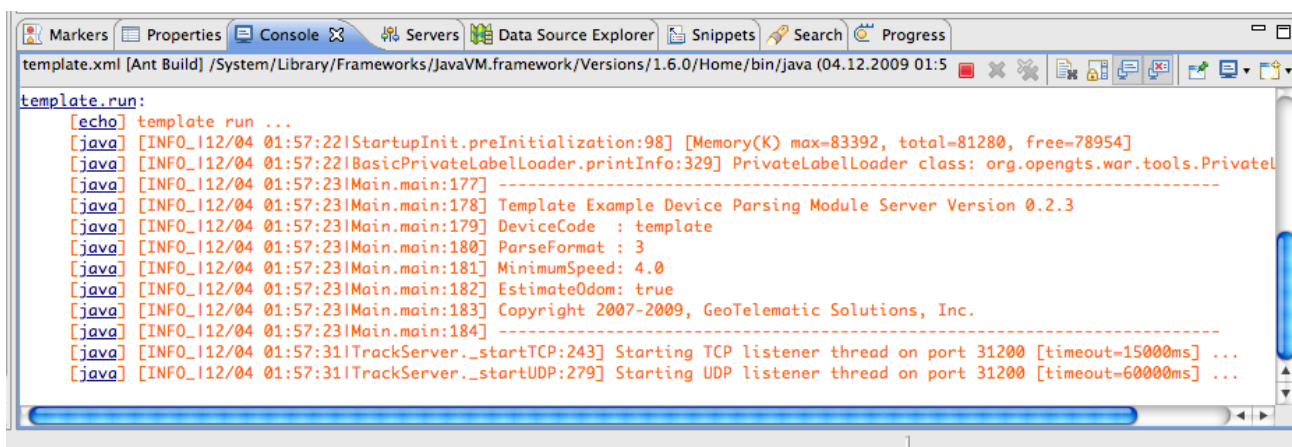 Markers Properties Console Servers Data Source Explorer Snippets Search Progress
template.xml [Ant Build] /System/Library/Frameworks/JavaVM.framework/Versions/1.6.0/Home/bin/java (04.12.2009 01:5
template.run:
[echo] template run ...
[java] [INFO_|12/04 01:57:22|StartupInit.preInitialization:98] [Memory(K) max=83392, total=81280, free=78954]
[java] [INFO_|12/04 01:57:22|BasicPrivateLabelLoader.printInfo:329] PrivateLabelLoader class: org.opengts.war.tools.PrivateL
[java] [INFO_|12/04 01:57:23|Main.main:177] ----------------------------------------------------------------------
[java] [INFO_|12/04 01:57:23|Main.main:178] Template Example Device Parsing Module Server Version 0.2.3
[java] [INFO_|12/04 01:57:23|Main.main:179] DeviceCode  : template
[java] [INFO_|12/04 01:57:23|Main.main:180] ParseFormat : 3
[java] [INFO_|12/04 01:57:23|Main.main:181] MinimumSpeed: 4.0
[java] [INFO_|12/04 01:57:23|Main.main:182] EstimateOdom: true
[java] [INFO_|12/04 01:57:23|Main.main:183] Copyright 2007-2009, GeoTelematic Solutions, Inc.
[java] [INFO_|12/04 01:57:23|Main.main:184] ----------------------------------------------------------------------
[java] [INFO_|12/04 01:57:31|TrackServer._startTCP:243] Starting TCP listener thread on port 31200 [timeout=15000ms] ...
[java] [INFO_|12/04 01:57:31|TrackServer._startUDP:279] Starting UDP listener thread on port 31200 [timeout=60000ms] ...